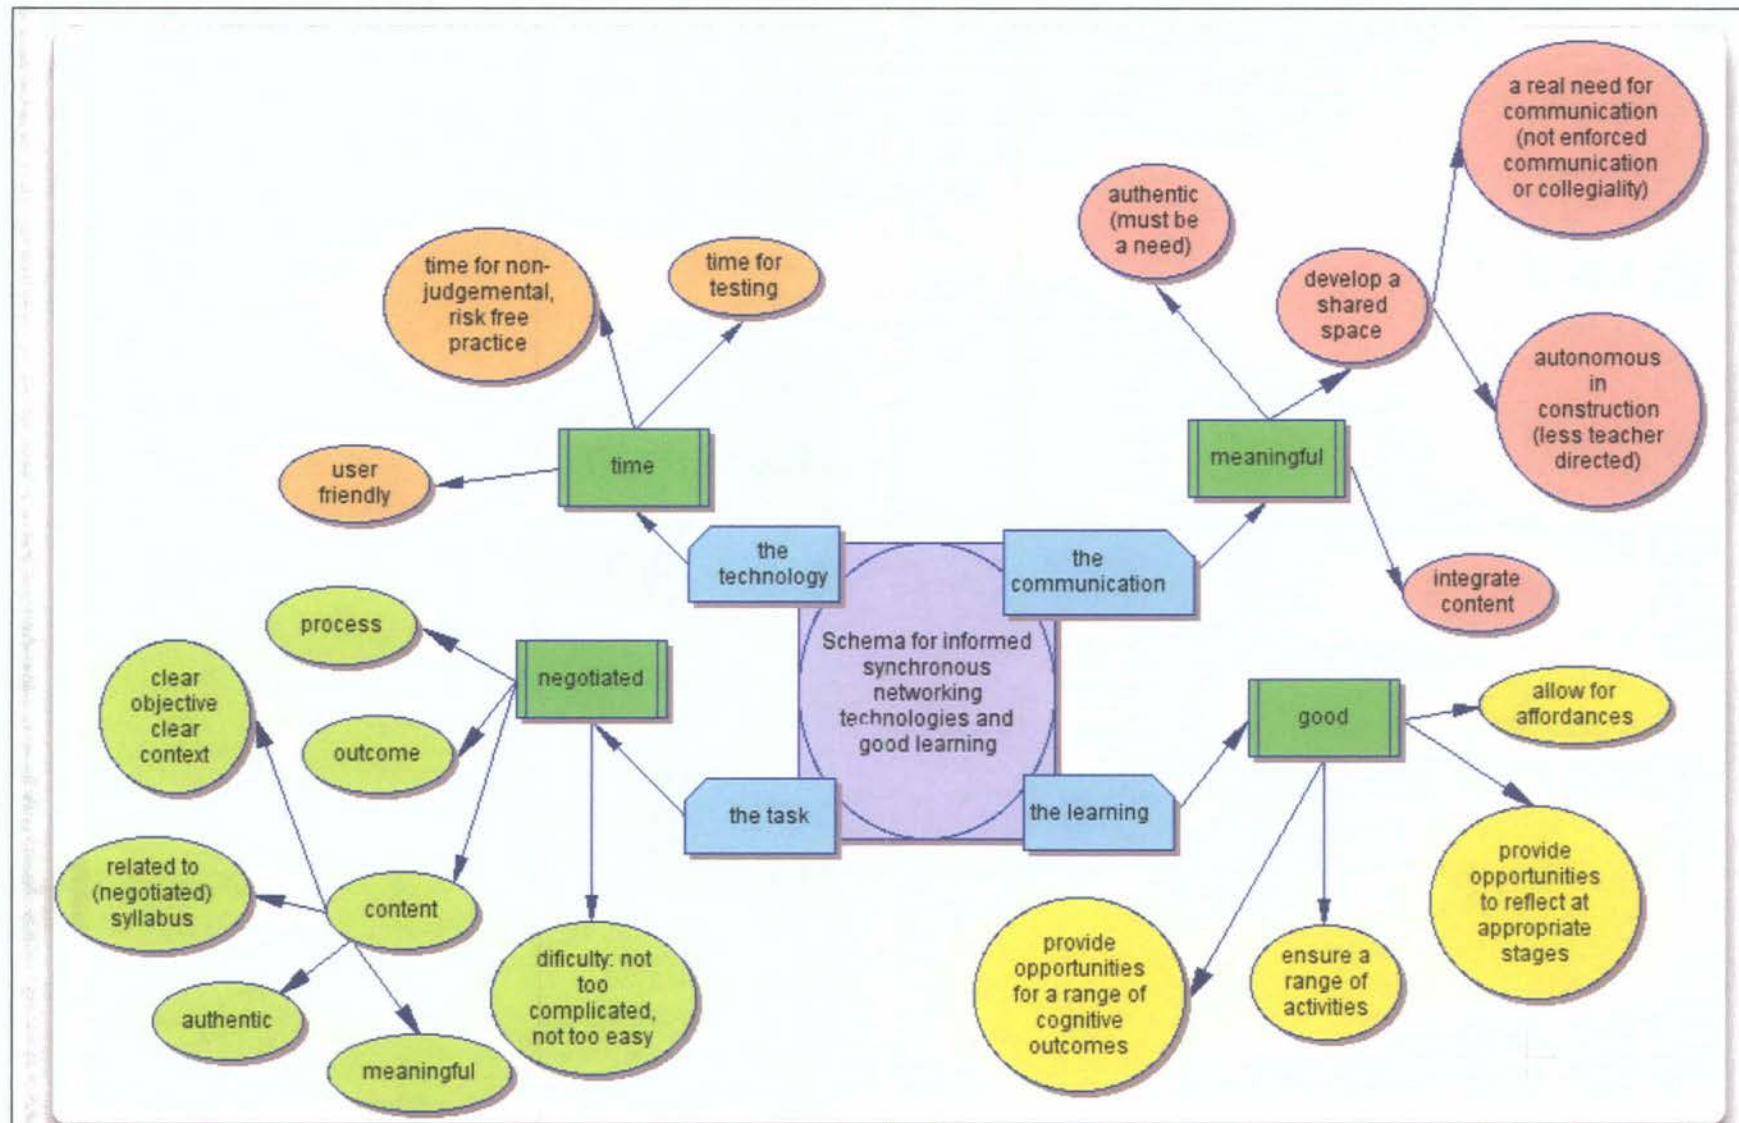 a real need for
communication
(not enforced
communication
or collegiality)
authentic
(must be
a need)
develop a
shared
space
autonomous
in
construction
(less teacher
directed)
time for non-
judgemental,
risk free
practice
time for
testing
user
friendly
time
meaningful
integrate
content
the
technology
the
communication
Schema for informed
synchronous
networking
technologies and
good learning
process
negotiated
clear
objective
clear
context
outcome
related to
(negotiated)
syllabus
content
authentic
meaningful
dificulty: not
too
complicated,
not too easy
the task
the learning
good
allow for
affordances
provide
opportunities
to reflect at
appropriate
stages
ensure a
range of
activities
provide
opportunities
for a range of
cognitive
outcomes